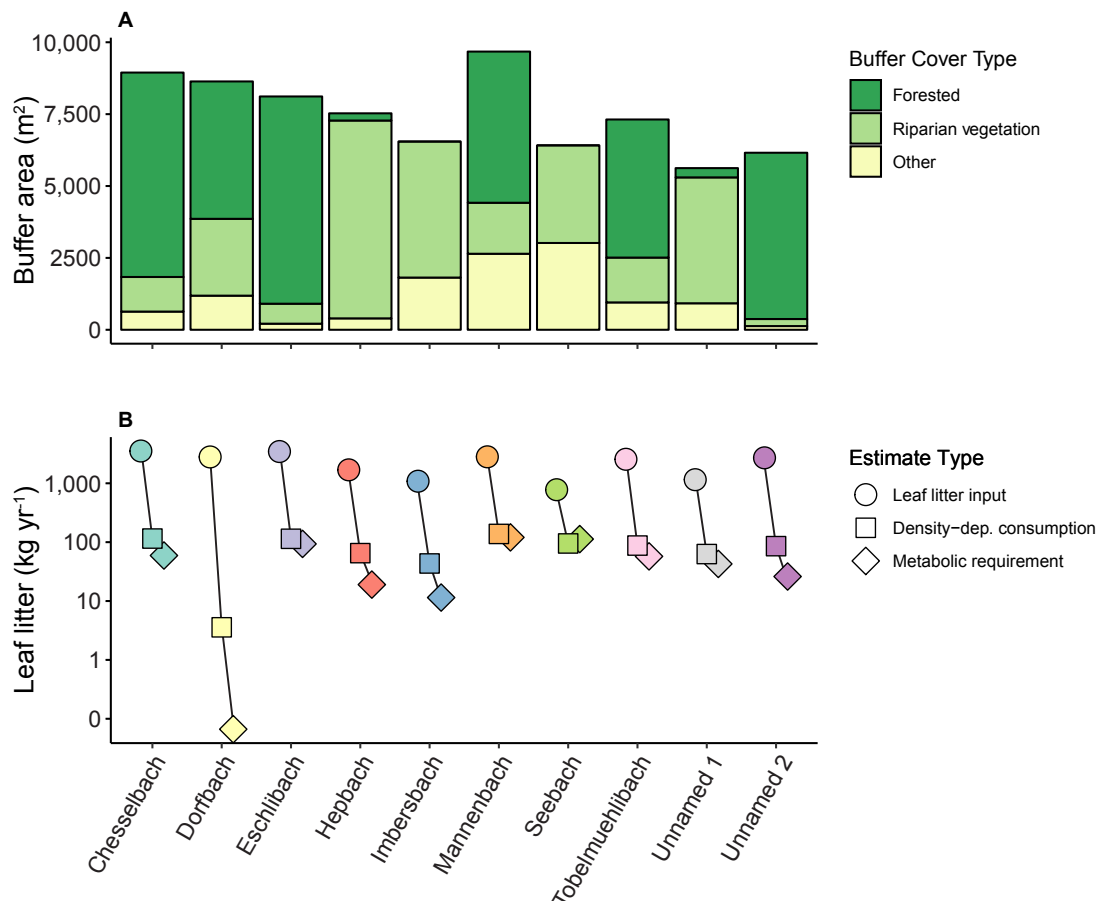 A
10,000
7,500
5,000
2500
0
Buffer area (m²)
Buffer Cover Type
Forested
Riparian vegetation
Other
B
1,000
100
10
1
0
Leaf litter (kg yr⁻¹)
Estimate Type
Leaf litter input
Density−dep. consumption
Metabolic requirement
Chesselbach
Dorfbach
Eschlibach
Hepbach
Imbersbach
Mannenbach
Seebach
Tobelmuehlibach
Unnamed 1
Unnamed 2